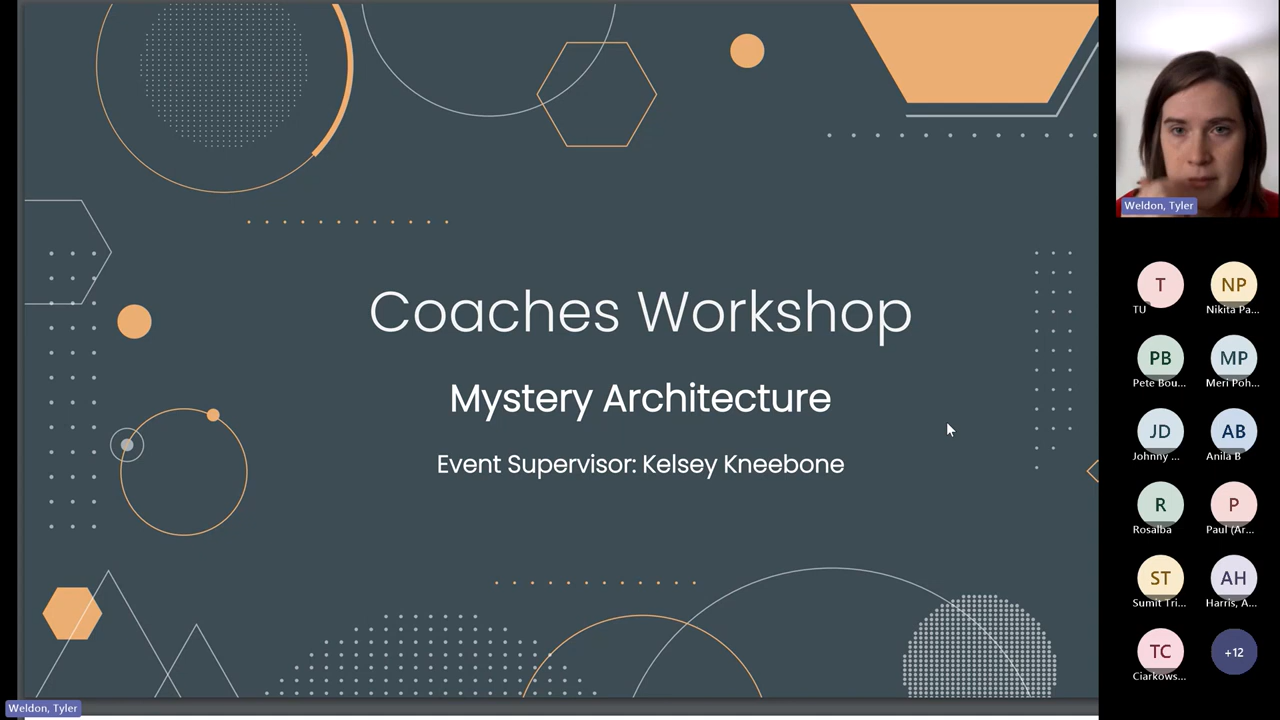 Coaches Workshop
Mystery Architecture
Event Supervisor: Kelsey Kneebone
Weldon, Tyler
Weldon, Tyler
T
TU
NP
Nikita Pa...
PB
Pete Bou...
MP
Meri Poh...
JD
Johnny ...
AB
Anila B
R
Rosalba
P
Paul (Ar...
ST
Sumit Tri...
AH
Harris, A...
TC
Ciarkows...
+12